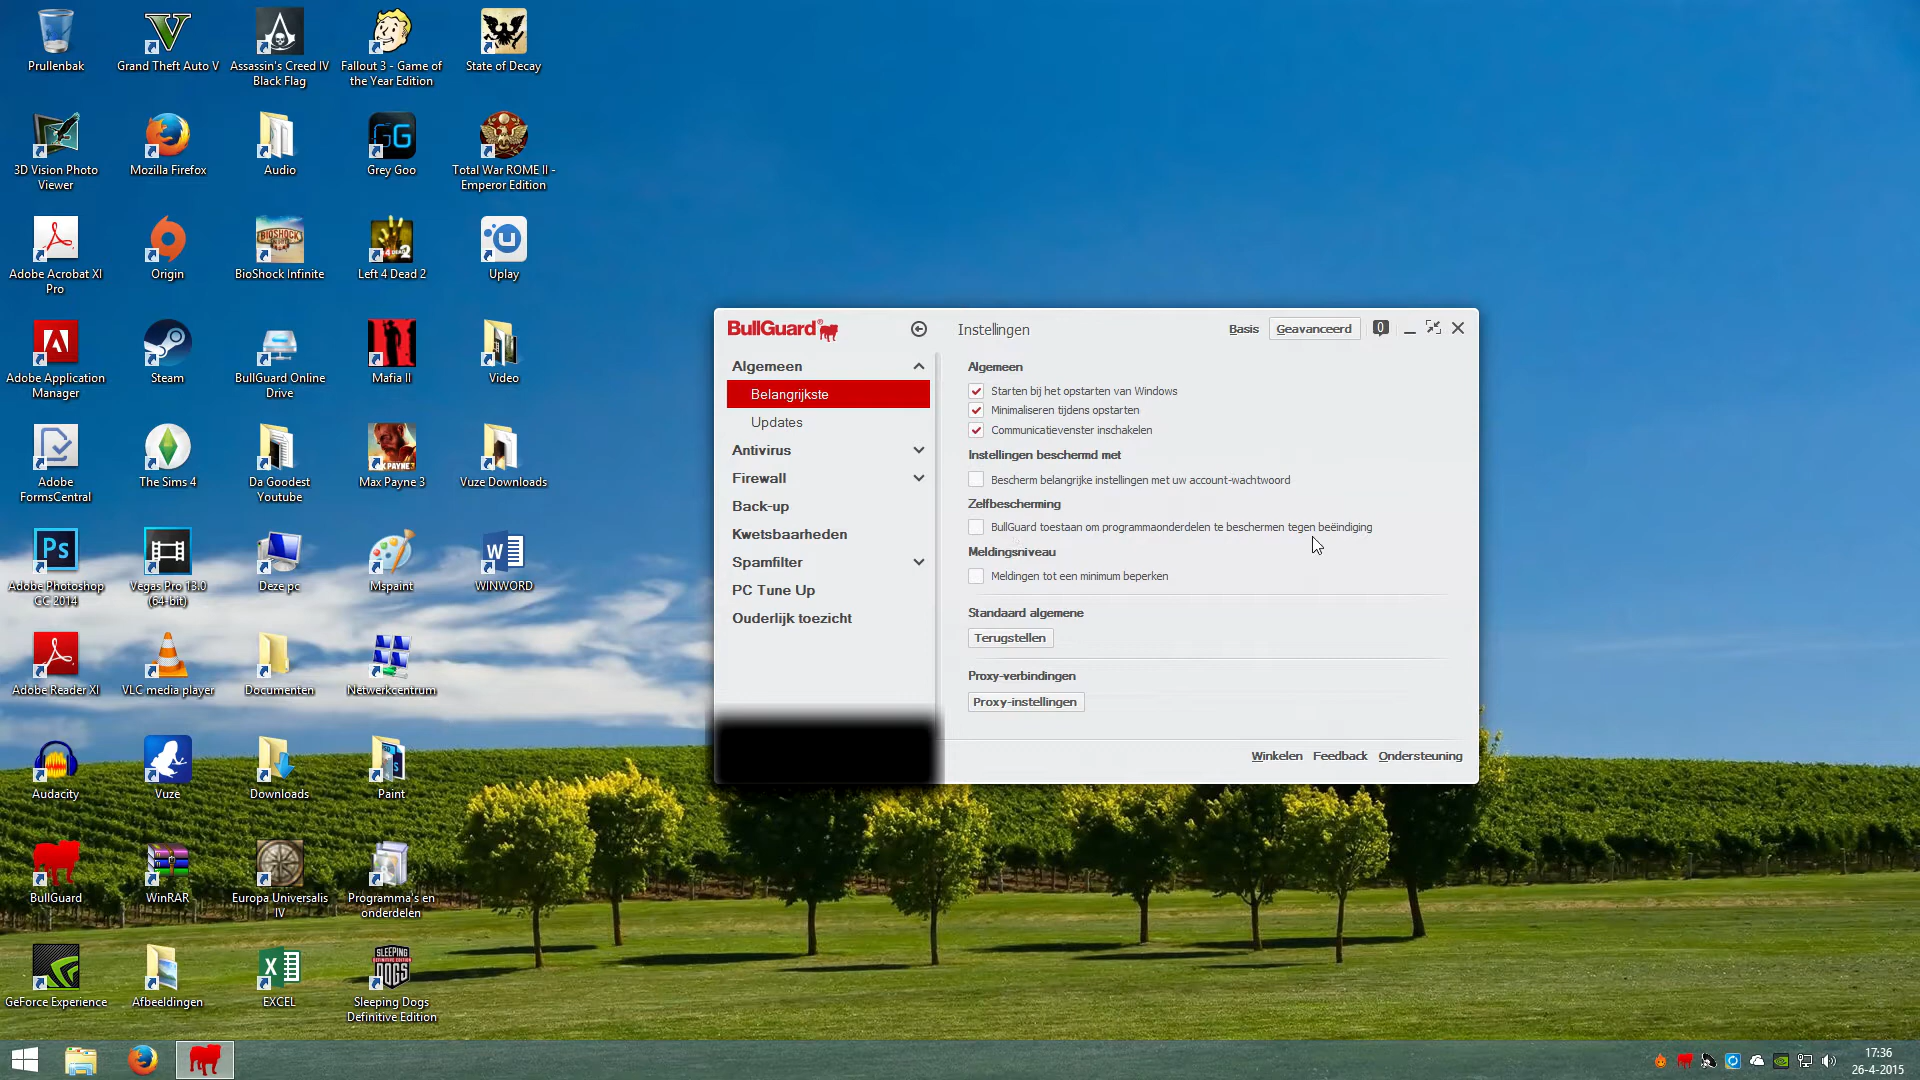 Prullenbak
Grand Theft Auto V
Assassin's Creed IV
Black Flag
Fallout 3 - Game of
the Year Edition
State of Decay
3D Vision Photo
Viewer
Mozilla Firefox
Audio
Grey Goo
Total War ROME II -
Emperor Edition
Adobe Acrobat XI
Pro
Origin
BioShock Infinite
Left 4 Dead 2
Uplay
Adobe Application
Manager
Steam
BullGuard Online
Drive
Mafia II
Video
Adobe
FormsCentral
The Sims 4
Da Goodest
Youtube
Max Payne 3
Vuze Downloads
Adobe Photoshop
CC 2014
Vegas Pro 13.0
(64-bit)
Deze pc
Mspaint
WINWORD
Adobe Reader XI
VLC media player
Documenten
Netwerkcentrum
Audacity
Vuze
Downloads
Paint
BullGuard
WinRAR
Europa Universalis
IV
Programma's en
onderdelen
GeForce Experience
Afbeeldingen
EXCEL
Sleeping Dogs
Definitive Edition
BullGuard®
Instellingen
Basis
Geavanceerd
0
Algemeen
Belangrijkste
Updates
Antivirus
Firewall
Back-up
Kwetsbaarheden
Spamfilter
PC Tune Up
Ouderlijk toezicht
Algemeen
Starten bij het opstarten van Windows
Minimaliseren tijdens opstarten
Communicatievenster inschakelen
Instellingen beschermd met
Bescherm belangrijke instellingen met uw account-wachtwoord
Zelfbescherming
BullGuard toestaan om programmaonderdelen te beschermen tegen beëindiging
Meldingsniveau
Meldingen tot een minimum beperken
Standaard algemene
Terugstellen
Proxy-verbindingen
Proxy-instellingen
Winkelen
Feedback
Ondersteuning
17:36
26-4-2015